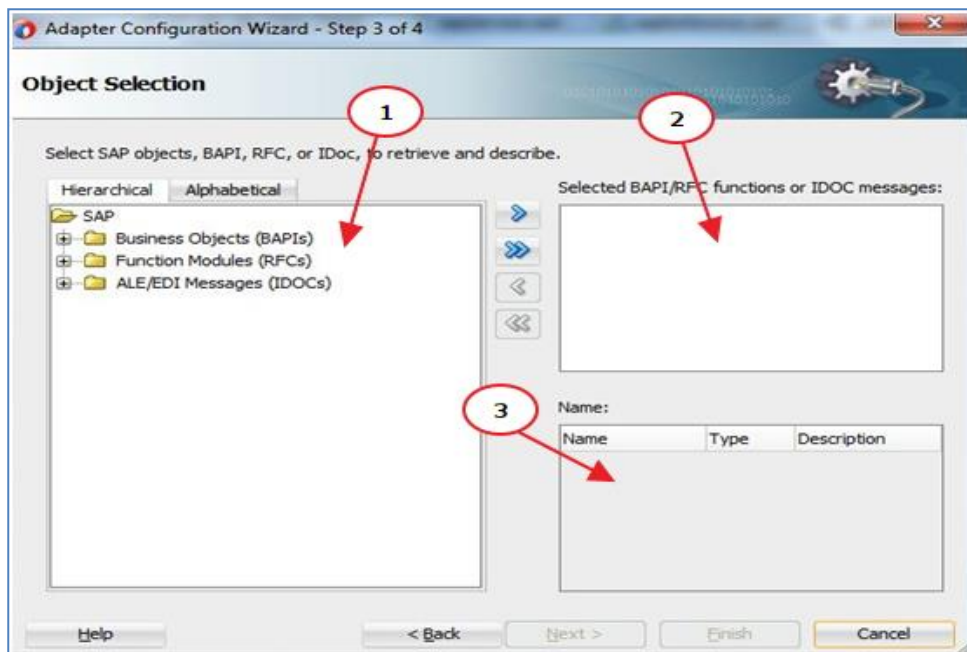 Adapter Configuration Wizard - Step 3 of 4
Object Selection
1
2
Select SAP objects, BAPI, RFC, or IDoc, to retrieve and describe.
Hierarchical Alphabetical
Selected BAPI/RFC functions or IDOC messages:
SAP
Business Objects (BAPIs)
Function Modules (RFCs)
ALE/EDI Messages (IDOCs)
3
Name:
Name Type Description
Help < Back Next > Finish Cancel